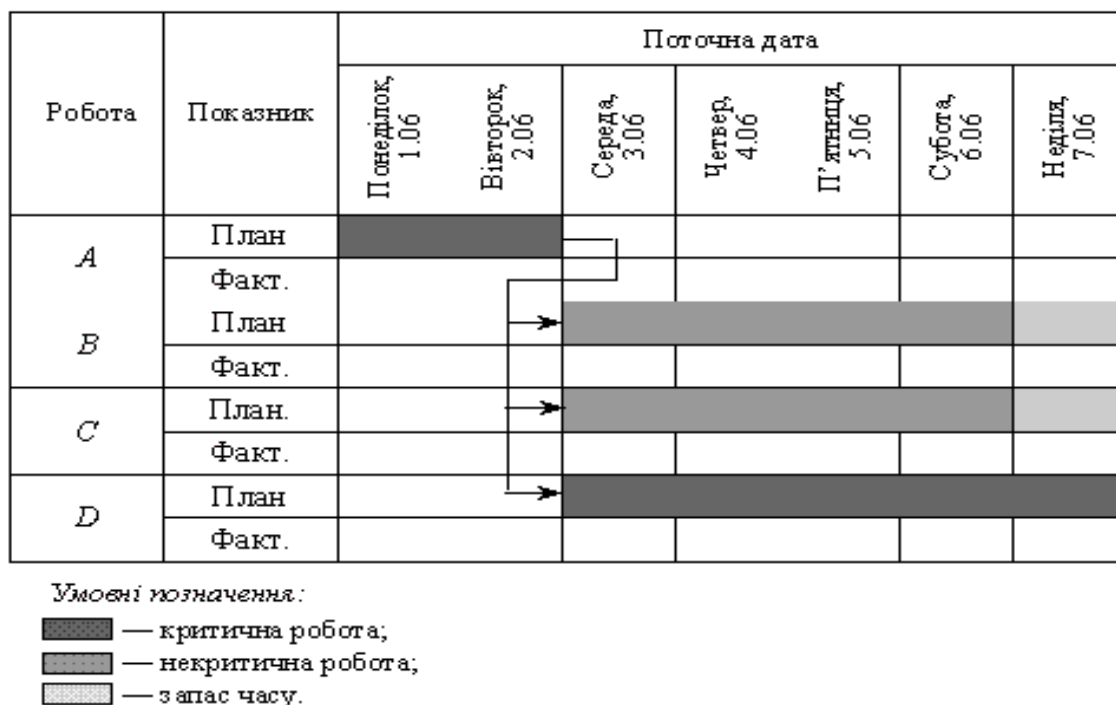 Робота Показник Поточна дата
Понеділок, 1.06
Вівторок, 2.06
Середа, 3.06
Четвер, 4.06
П’ятниця, 5.06
Субота, 6.06
Неділя, 7.06
A План
Факт.
B План
Факт.
C План.
Факт.
D План
Факт.
Умовні позначення:
— критична робота;
— некритична робота;
— запас часу.